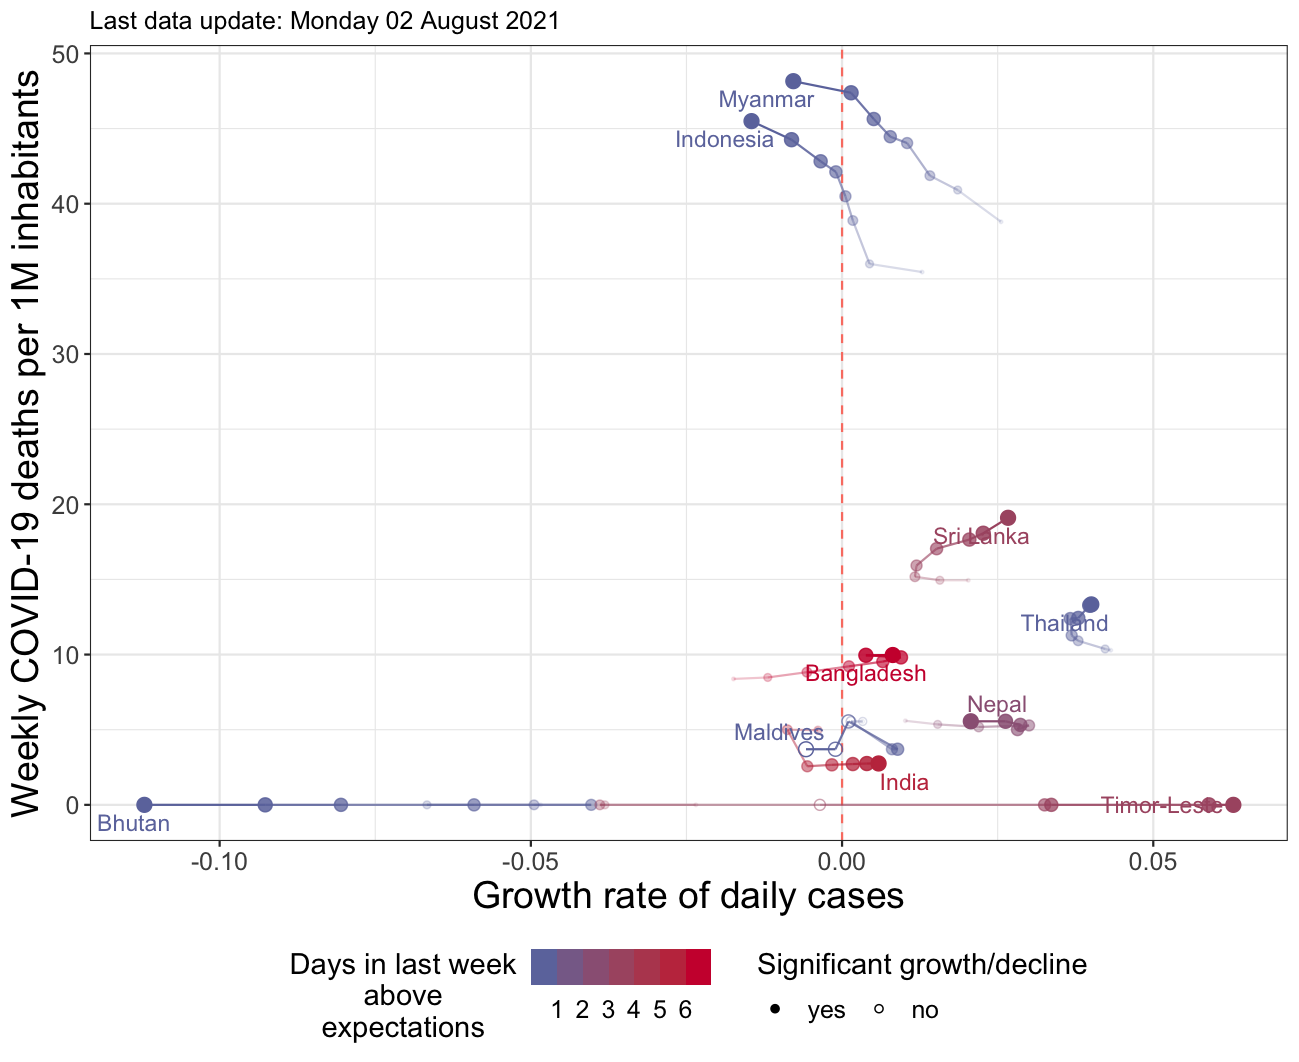 Last data update: Monday 02 August 2021
Weekly COVID-19 deaths per 1M inhabitants
50
40
30
20
10
0
Myanmar
Indonesia
Sri Lanka
Thailand
Bangladesh
Nepal
Maldives
India
Timor-Leste
Bhutan
-0.10
-0.05
0.00
0.05
Growth rate of daily cases
Days in last week
above
expectations
1 2 3 4 5 6
Significant growth/decline
yes
no